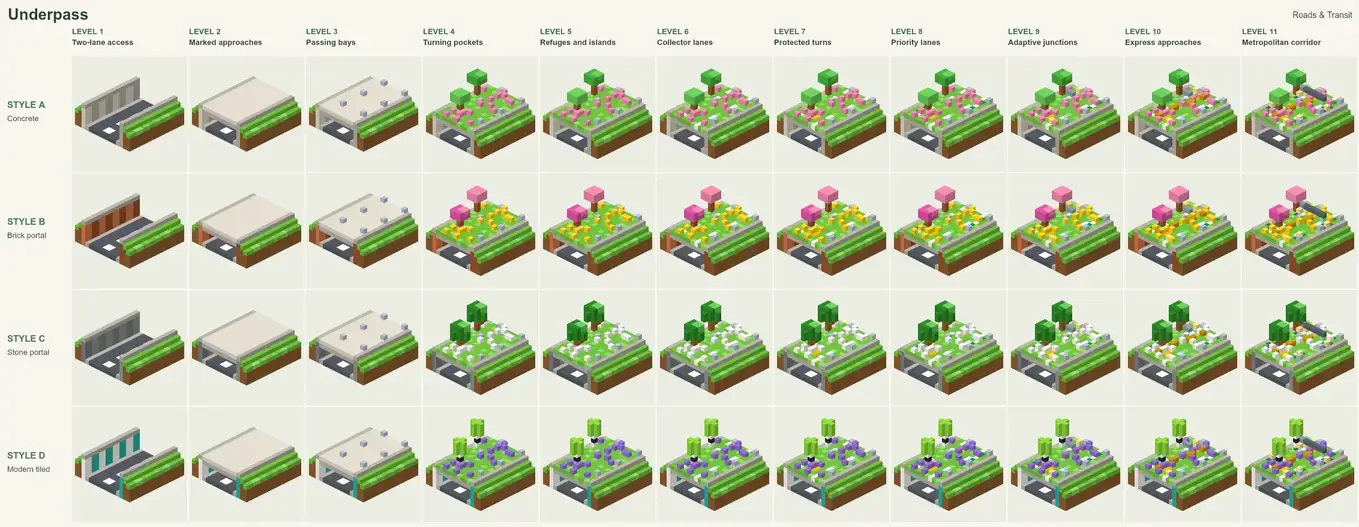 Underpass
Roads & Transit
LEVEL 1
Two-lane access
LEVEL 2
Marked approaches
LEVEL 3
Passing bays
LEVEL 4
Turning pockets
LEVEL 5
Refuges and islands
LEVEL 6
Collector lanes
LEVEL 7
Protected turns
LEVEL 8
Priority lanes
LEVEL 9
Adaptive junctions
LEVEL 10
Express approaches
LEVEL 11
Metropolitan corridor
STYLE A
Concrete
STYLE B
Brick portal
STYLE C
Stone portal
STYLE D
Modern tiled